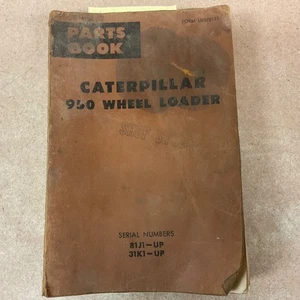 PARTS
BOOK
CATERPILLAR
950 WHEEL LOADER
SERIAL NUMBERS
81J1-UP
31K1-UP